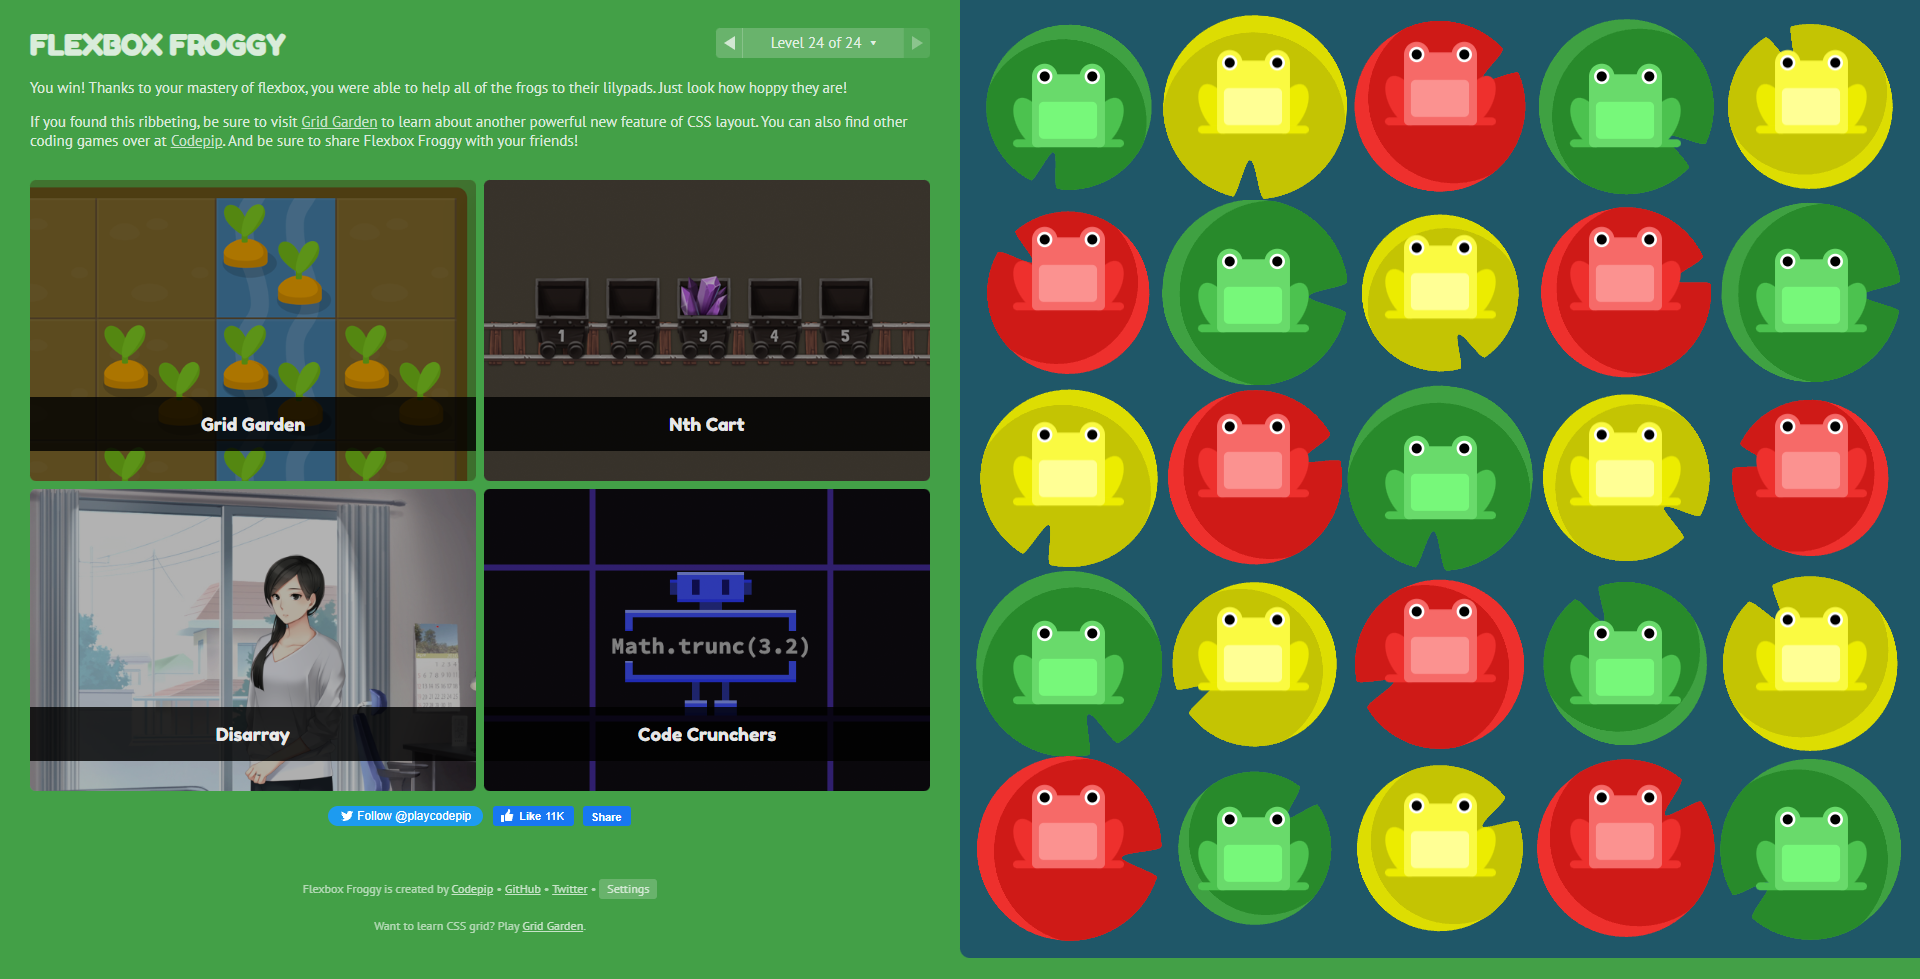 FLEXBOX FROGGY
Level 24 of 24
You win! Thanks to your mastery of flexbox, you were able to help all of the frogs to their lilypads. Just look how hoppy they are!
If you found this ribbeting, be sure to visit Grid Garden to learn about another powerful new feature of CSS layout. You can also find other
coding games over at Codepip. And be sure to share Flexbox Froggy with your friends!
1 2 3 4 5
Grid Garden
Nth Cart
Math.trunc(3.2)
Disarray
Code Crunchers
Follow @playcodepip
Like 11K
Share
Flexbox Froggy is created by Codepip • GitHub • Twitter • Settings
Want to learn CSS grid? Play Grid Garden.